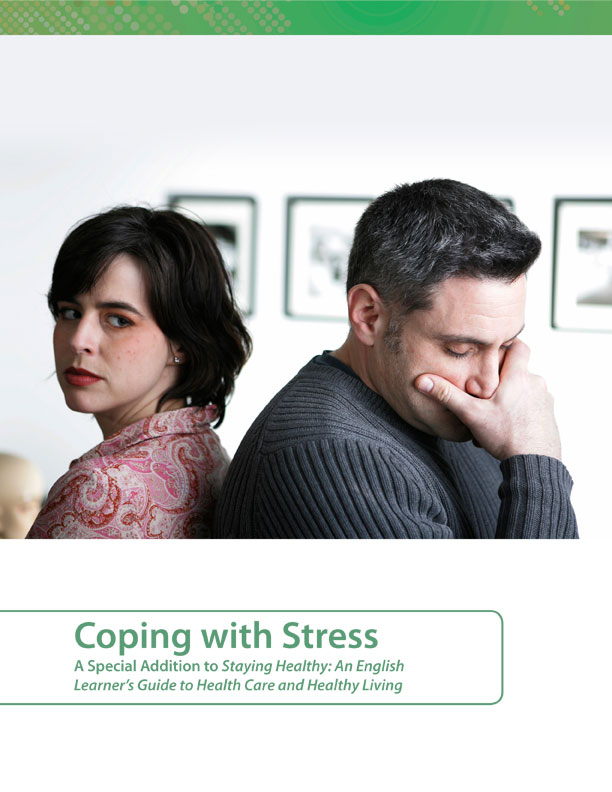 Coping with Stress
A Special Addition to Staying Healthy: An English
Learner’s Guide to Health Care and Healthy Living